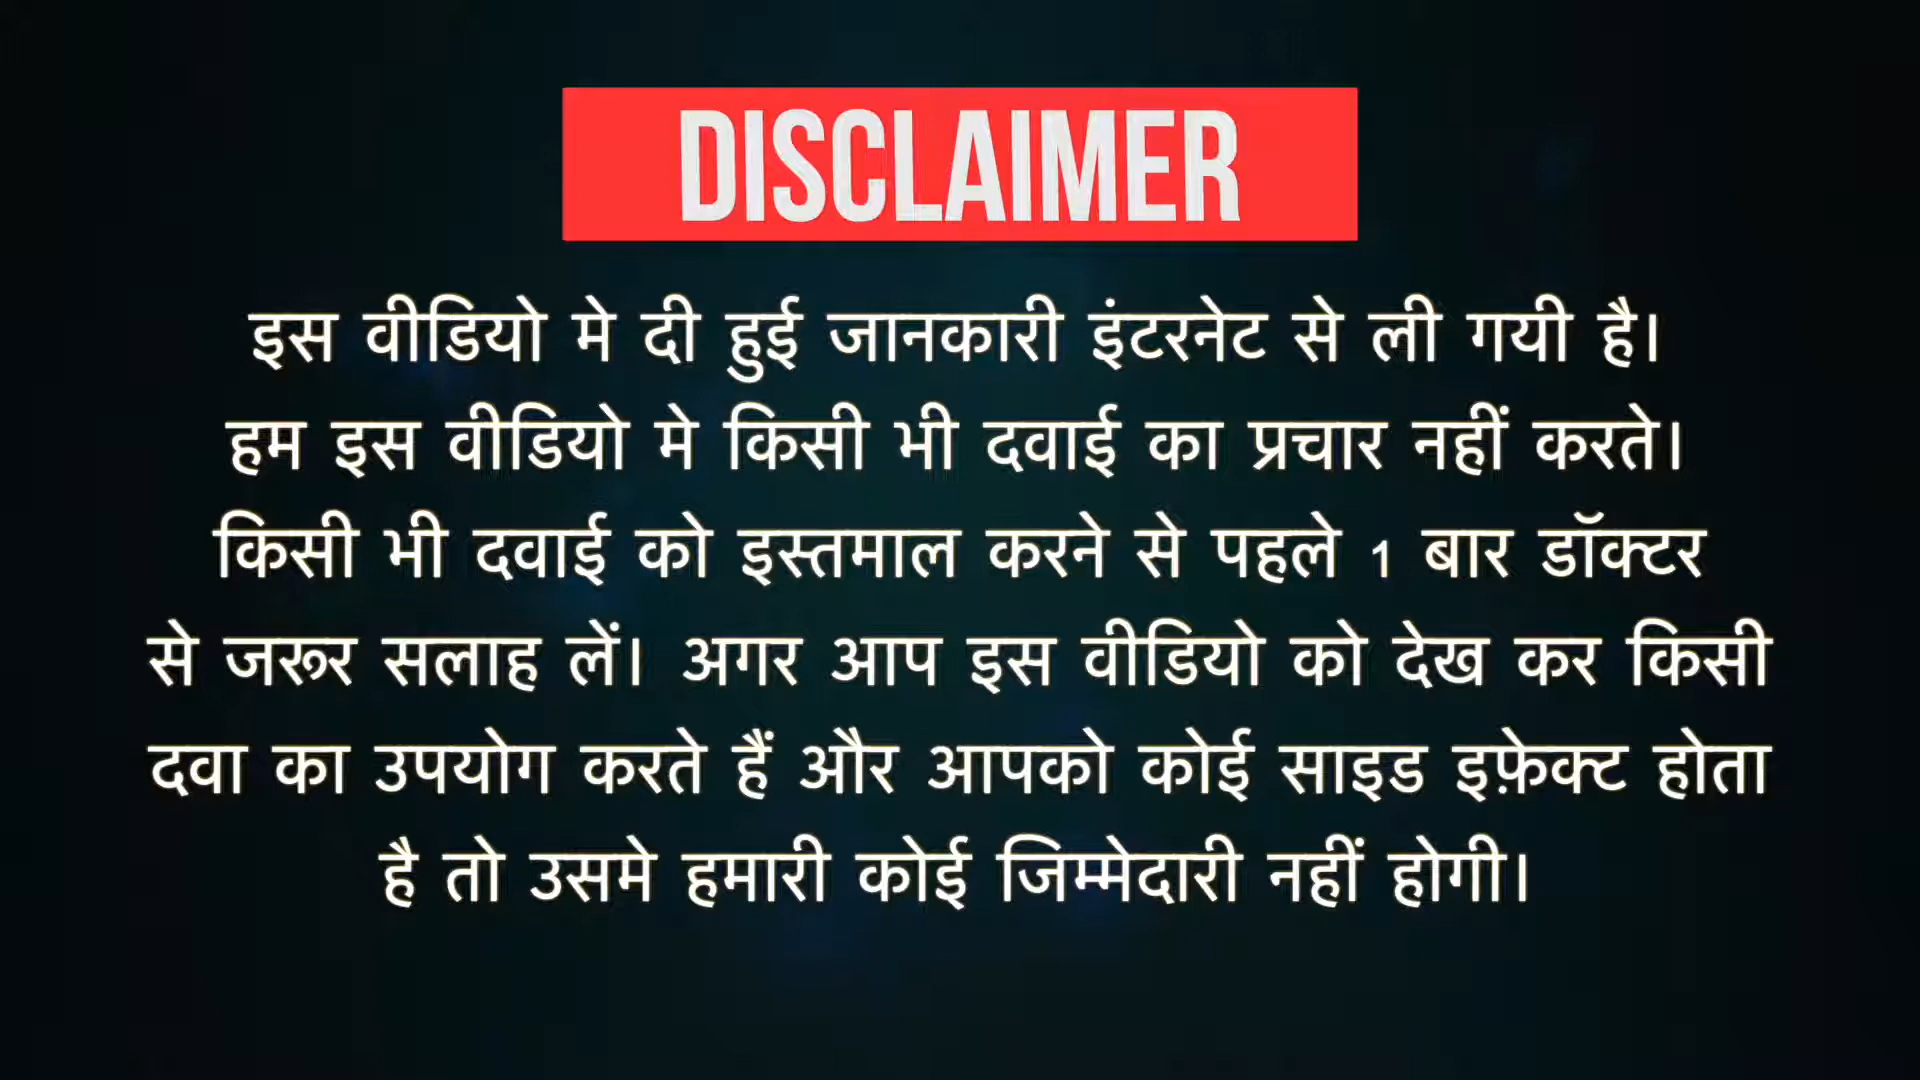 DISCLAIMER
इस वीडियो मे दी हुई जानकारी इंटरनेट से ली गयी है।
हम इस वीडियो मे किसी भी दवाई का प्रचार नहीं करते।
किसी भी दवाई को इस्तमाल करने से पहले 1 बार डॉक्टर
से जरूर सलाह लें। अगर आप इस वीडियो को देख कर किसी
दवा का उपयोग करते हैं और आपको कोई साइड इफ़ेक्ट होता
है तो उसमे हमारी कोई जिम्मेदारी नहीं होगी।